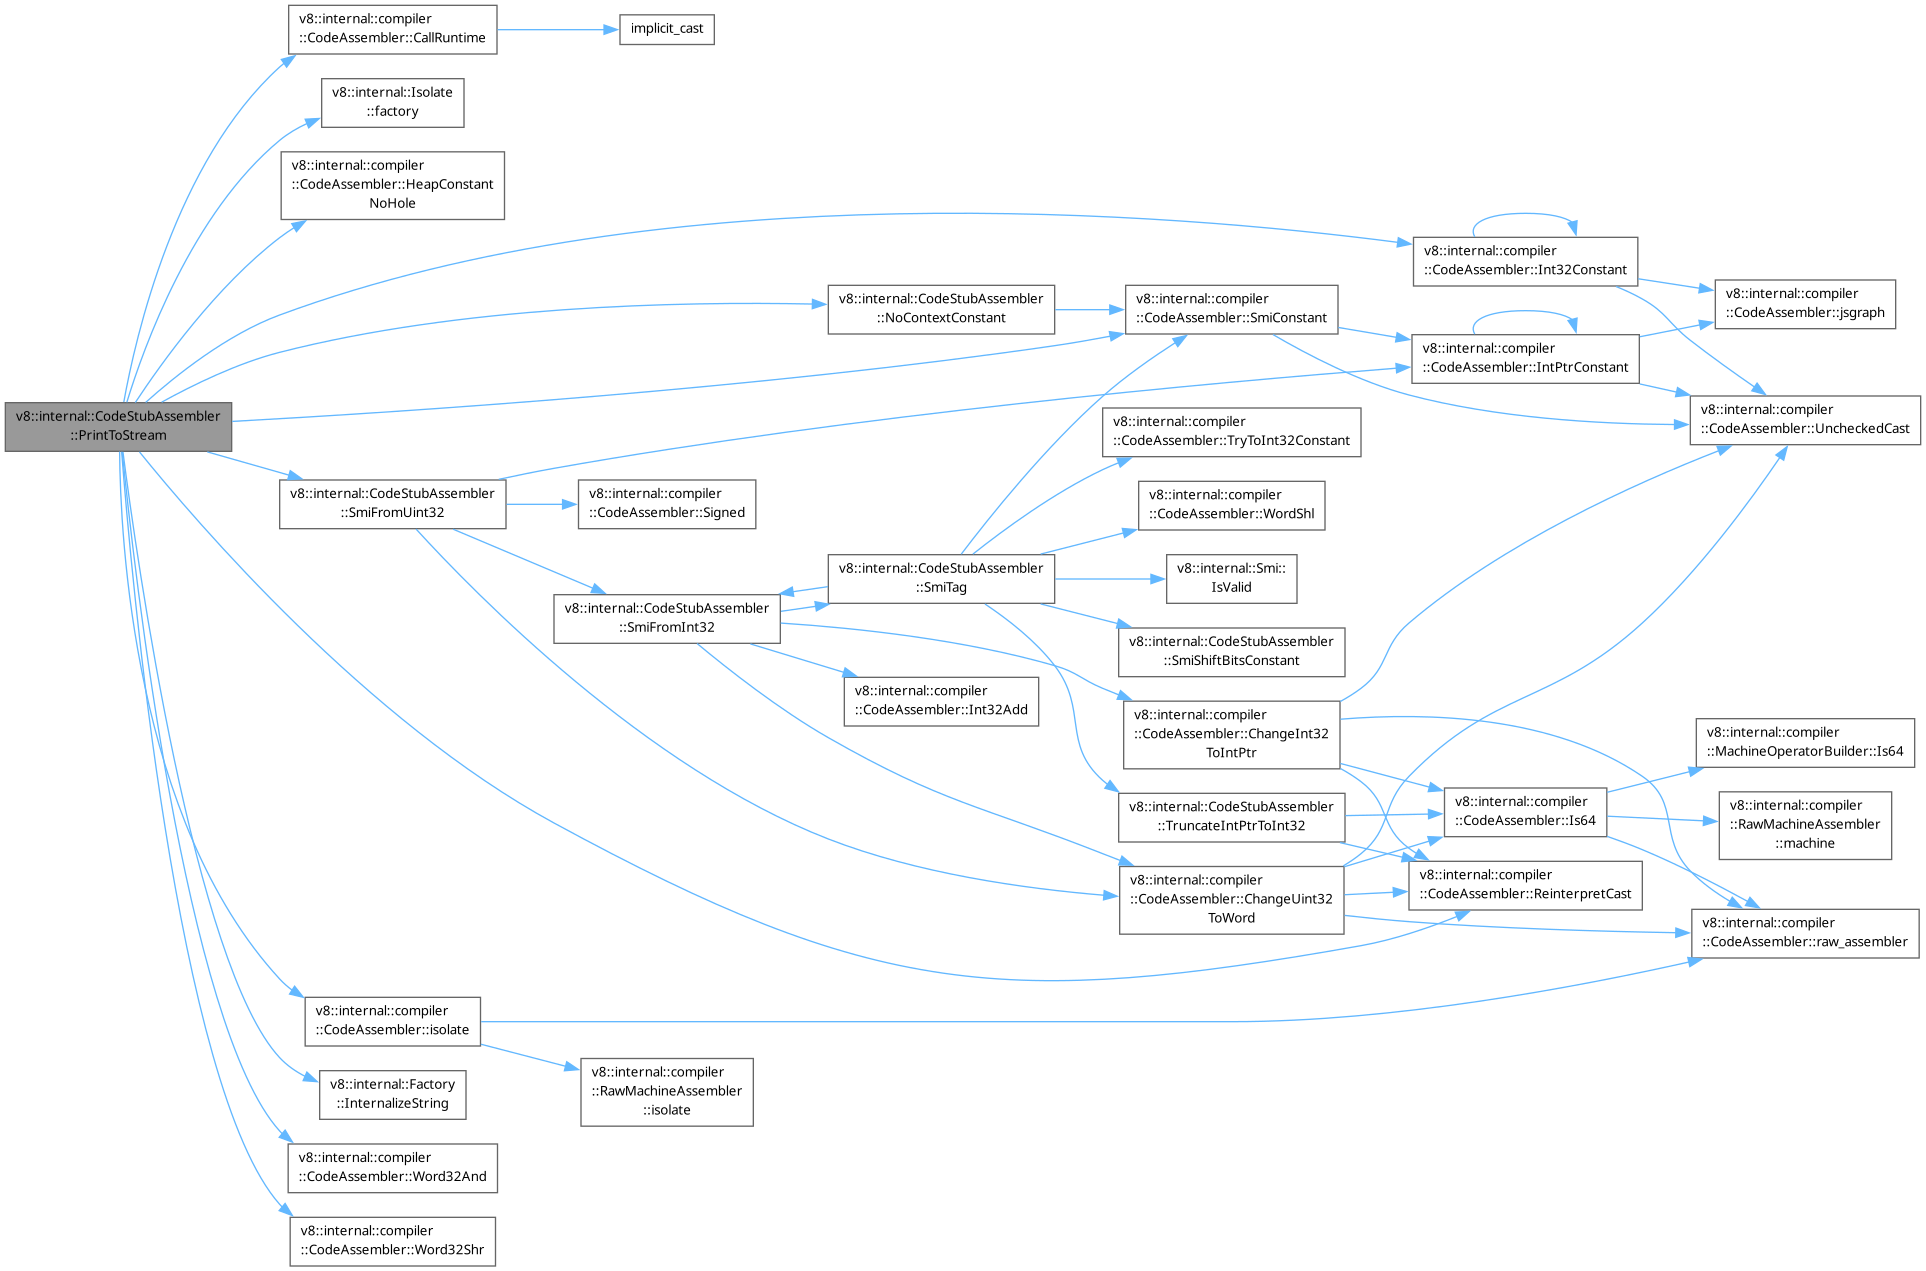 v8::internal::compiler
::CodeAssembler::CallRuntime
implicit_cast
v8::internal::Isolate
::factory
v8::internal::compiler
::CodeAssembler::HeapConstant
NoHole
v8::internal::compiler
::CodeAssembler::Int32Constant
v8::internal::CodeStubAssembler
::NoContextConstant
v8::internal::compiler
::CodeAssembler::SmiConstant
v8::internal::compiler
::CodeAssembler::jsgraph
v8::internal::compiler
::CodeAssembler::IntPtrConstant
v8::internal::CodeStubAssembler
::PrintToStream
v8::internal::compiler
::CodeAssembler::TryToInt32Constant
v8::internal::compiler
::CodeAssembler::UncheckedCast
v8::internal::CodeStubAssembler
::SmiFromUint32
v8::internal::compiler
::CodeAssembler::Signed
v8::internal::compiler
::CodeAssembler::WordShl
v8::internal::CodeStubAssembler
::SmiTag
v8::internal::Smi::
IsValid
v8::internal::CodeStubAssembler
::SmiFromInt32
v8::internal::CodeStubAssembler
::SmiShiftBitsConstant
v8::internal::compiler
::CodeAssembler::Int32Add
v8::internal::compiler
::CodeAssembler::ChangeInt32
ToIntPtr
v8::internal::compiler
::MachineOperatorBuilder::Is64
v8::internal::CodeStubAssembler
::TruncateIntPtrToInt32
v8::internal::compiler
::CodeAssembler::Is64
v8::internal::compiler
::RawMachineAssembler
::machine
v8::internal::compiler
::CodeAssembler::ChangeUint32
ToWord
v8::internal::compiler
::CodeAssembler::ReinterpretCast
v8::internal::compiler
::CodeAssembler::raw_assembler
v8::internal::compiler
::CodeAssembler::isolate
v8::internal::compiler
::RawMachineAssembler
::isolate
v8::internal::Factory
::InternalizeString
v8::internal::compiler
::CodeAssembler::Word32And
v8::internal::compiler
::CodeAssembler::Word32Shr